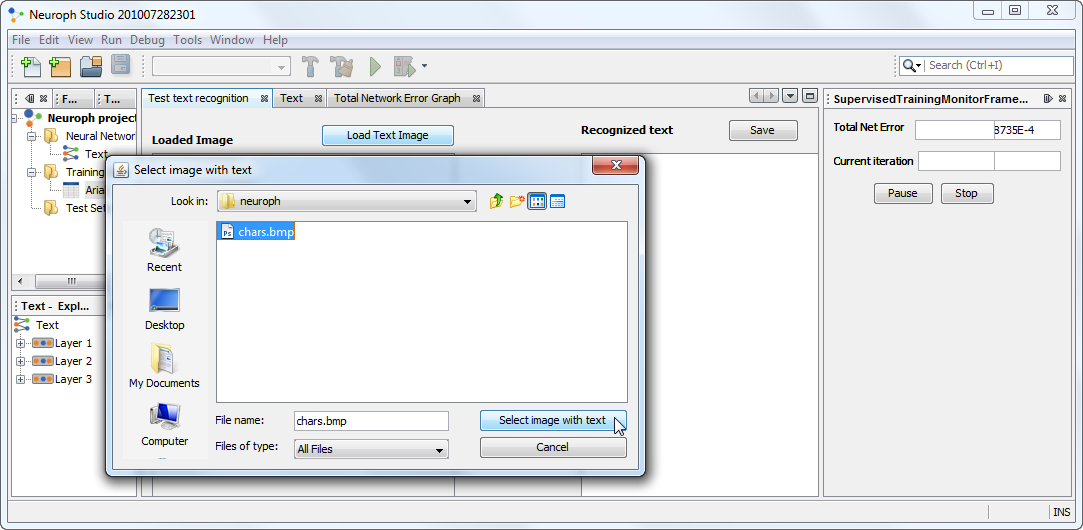 Neuroph Studio 201007282301
File Edit View Run Debug Tools Window Help
Search (Ctrl+I)
F... T...
Test text recognition Text Total Network Error Graph
SupervisedTrainingMonitorFrame...
Neuroph project
Neural Networ
Text
Training
Aria
Test Set
Loaded Image
Load Text Image
Recognized text
Save
Total Net Error
8735E-4
Current iteration
Pause Stop
Select image with text
Look in: neuroph
Ps chars.bmp
Recent
Desktop
My Documents
Computer
File name: chars.bmp
Select image with text
Files of type: All Files
Cancel
Text - Expl...
Text
Layer 1
Layer 2
Layer 3
INS